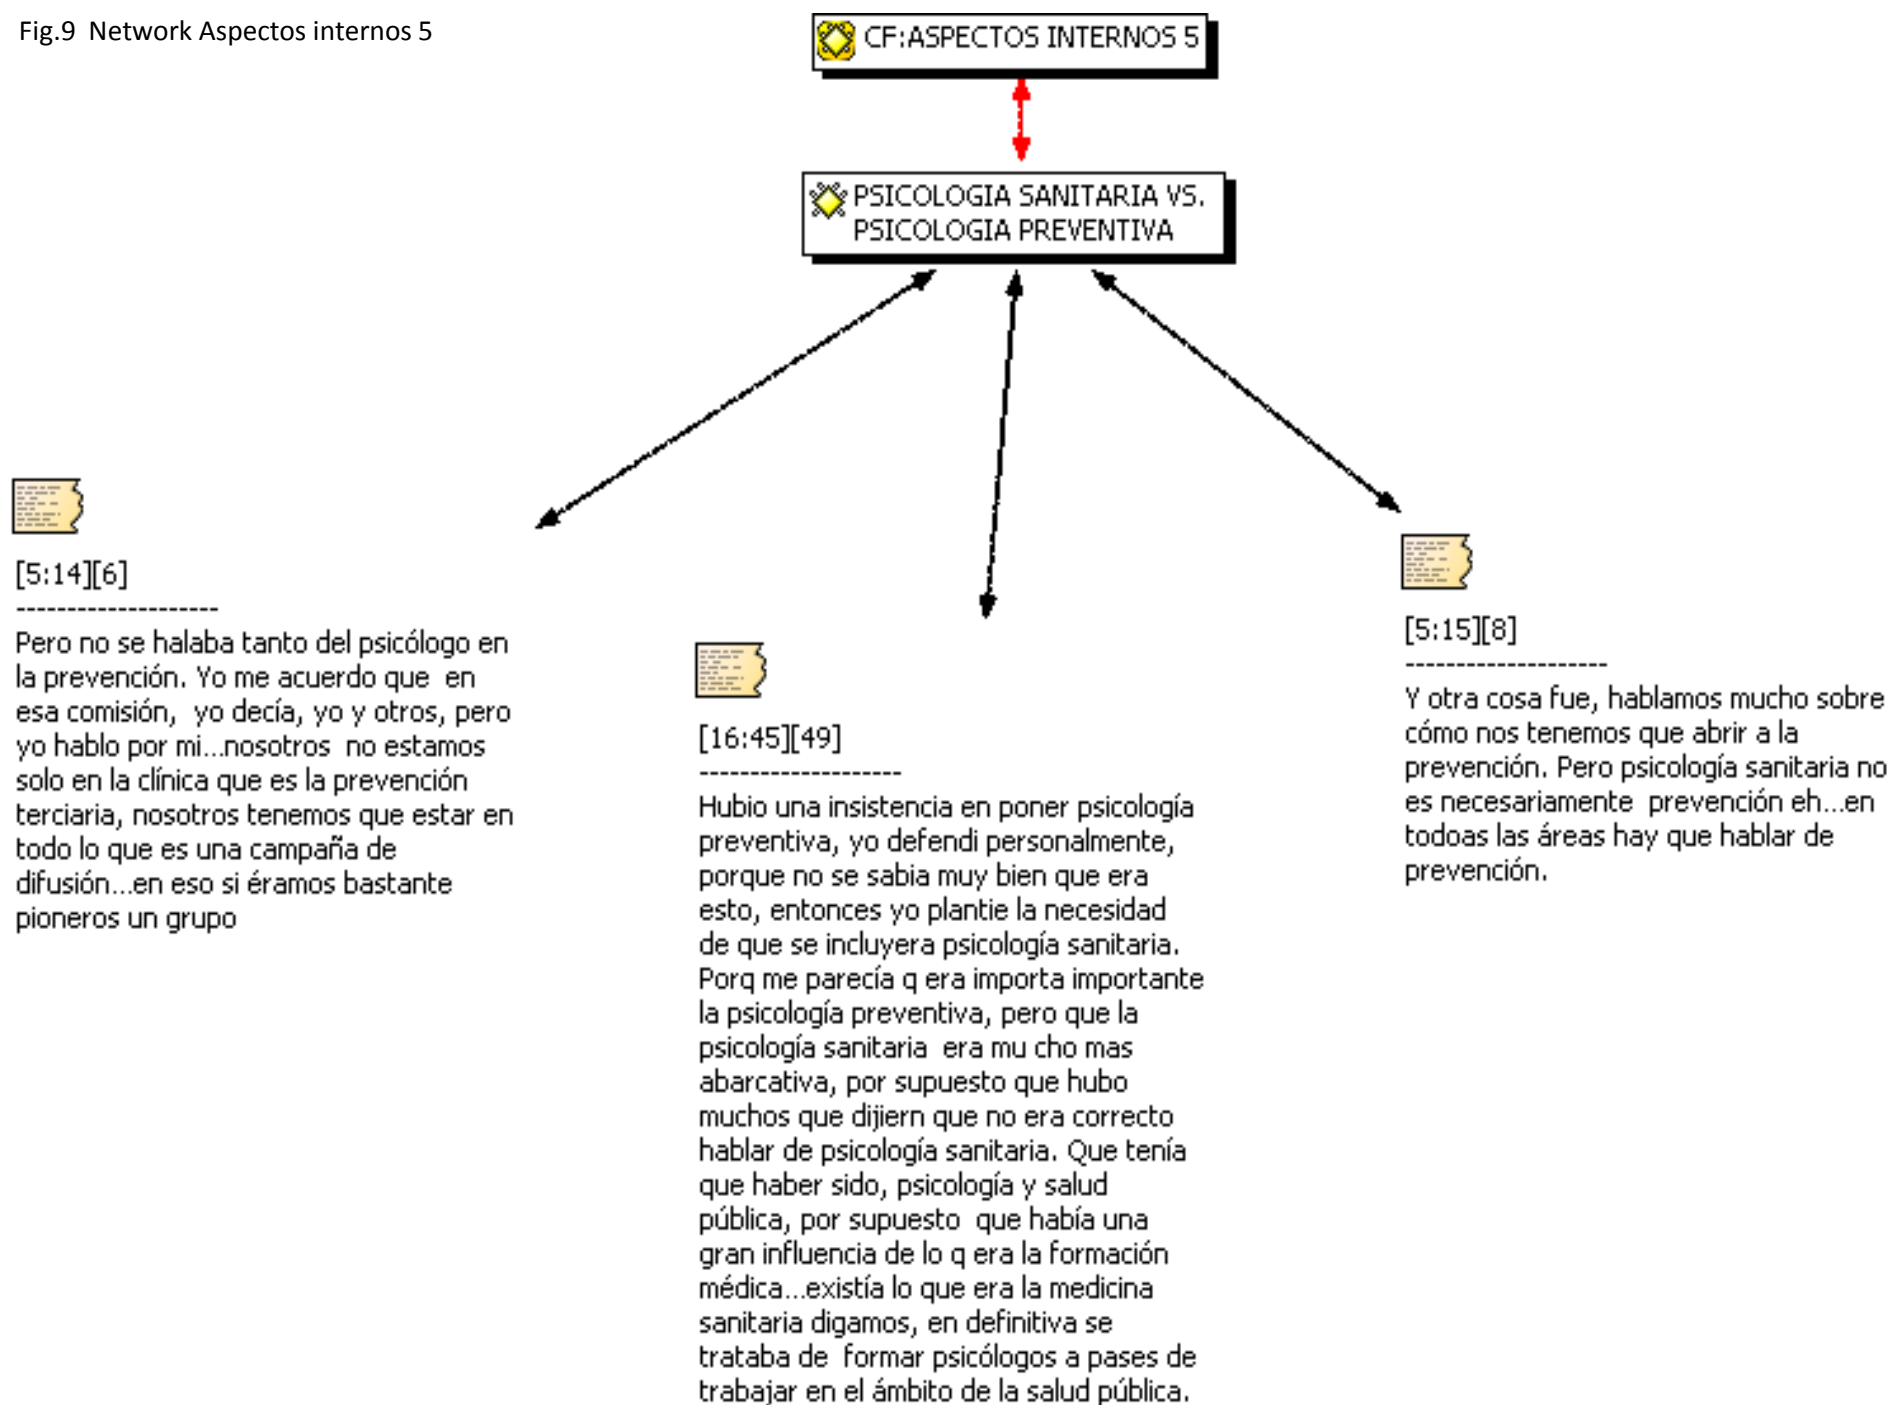 Fig.9 Network Aspectos internos 5
CF:ASPECTOS INTERNOS 5
PSICOLOGIA SANITARIA VS.
PSICOLOGIA PREVENTIVA
[5:14][6]
--------------------
Pero no se halaba tanto del psicólogo en
la prevención. Yo me acuerdo que en
esa comisión, yo decía, yo y otros, pero
yo hablo por mi...nosotros no estamos
solo en la clínica que es la prevención
terciaria, nosotros tenemos que estar en
todo lo que es una campaña de
difusión...en eso si éramos bastante
pioneros un grupo
[16:45][49]
--------------------
Hubio una insistencia en poner psicología
preventiva, yo defendi personalmente,
porque no se sabia muy bien que era
esto, entonces yo plantie la necesidad
de que se incluyera psicología sanitaria.
Porq me parecía q era importa importante
la psicología preventiva, pero que la
psicología sanitaria era mu cho mas
abarcativa, por supuesto que hubo
muchos que dijiern que no era correcto
hablar de psicología sanitaria. Que tenía
que haber sido, psicología y salud
pública, por supuesto que había una
gran influencia de lo q era la formación
médica...existía lo que era la medicina
sanitaria digamos, en definitiva se
trataba de formar psicólogos a pases de
trabajar en el ámbito de la salud pública.
[5:15][8]
--------------------
Y otra cosa fue, hablamos mucho sobre
cómo nos tenemos que abrir a la
prevención. Pero psicología sanitaria no
es necesariamente prevención eh...en
todoas las áreas hay que hablar de
prevención.